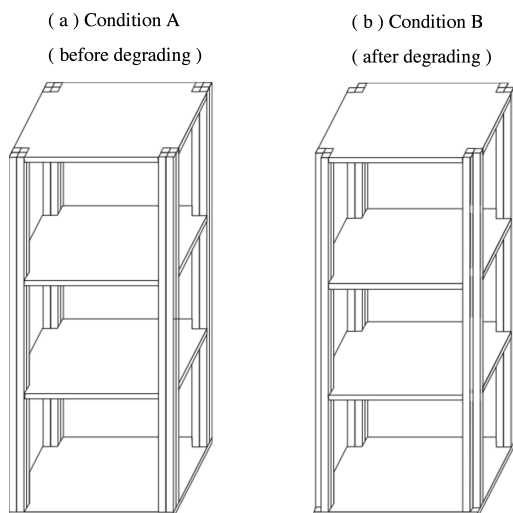 ( a ) Condition A
( before degrading )
( b ) Condition B
( after degrading )